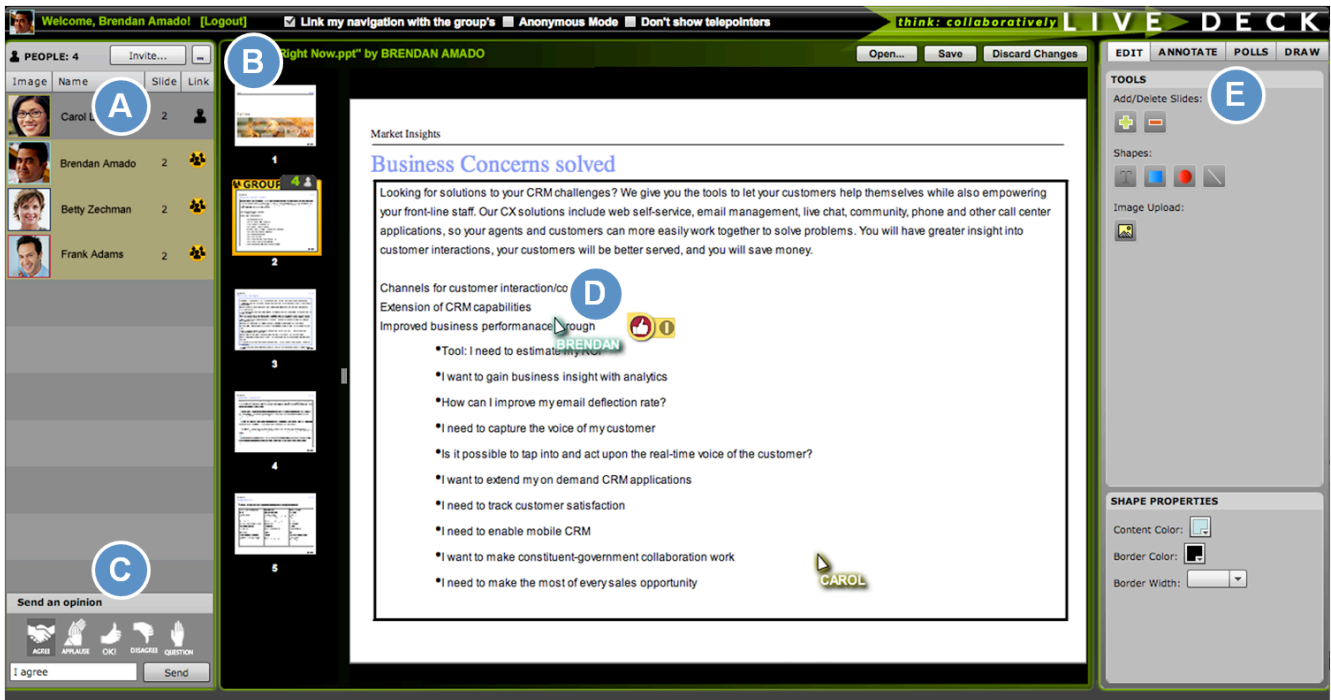 Welcome, Brendan Amado! [Logout]
Link my navigation with the group's
Anonymous Mode
Don't show telepointers
think: collaboratively
LIVE DECK
PEOPLE: 4
Invite...
Image Name Slide Link
A
Carol 2
Brendan Amado 2
Betty Zechman 2
Frank Adams 2
C
Send an opinion
AGREE APPLAUSE OK! DISAGREE QUESTION
I agree
Send
B
Right Now.ppt" by BRENDAN AMADO
Open... Save Discard Changes
1
GROUP 4
2
3
4
5
Market Insights
Business Concerns solved
Looking for solutions to your CRM challenges? We give you the tools to let your customers help themselves while also empowering
your front-line staff. Our CX solutions include web self-service, email management, live chat, community, phone and other call center
applications, so your agents and customers can more easily work together to solve problems. You will have greater insight into
customer interactions, your customers will be better served, and you will save money.
Channels for customer interaction/co
D
Extension of CRM capabilities
Improved business performanace through
BRENDAN
•Tool: I need to estimate my ROI
•I want to gain business insight with analytics
•How can I improve my email deflection rate?
•I need to capture the voice of my customer
•Is it possible to tap into and act upon the real-time voice of the customer?
•I want to extend my on demand CRM applications
•I need to track customer satisfaction
•I need to enable mobile CRM
•I want to make constituent-government collaboration work
•I need to make the most of every sales opportunity
CAROL
EDIT ANNOTATE POLLS DRAW
TOOLS
E
Add/Delete Slides:
Shapes:
T
Image Upload:
SHAPE PROPERTIES
Content Color:
Border Color:
Border Width: